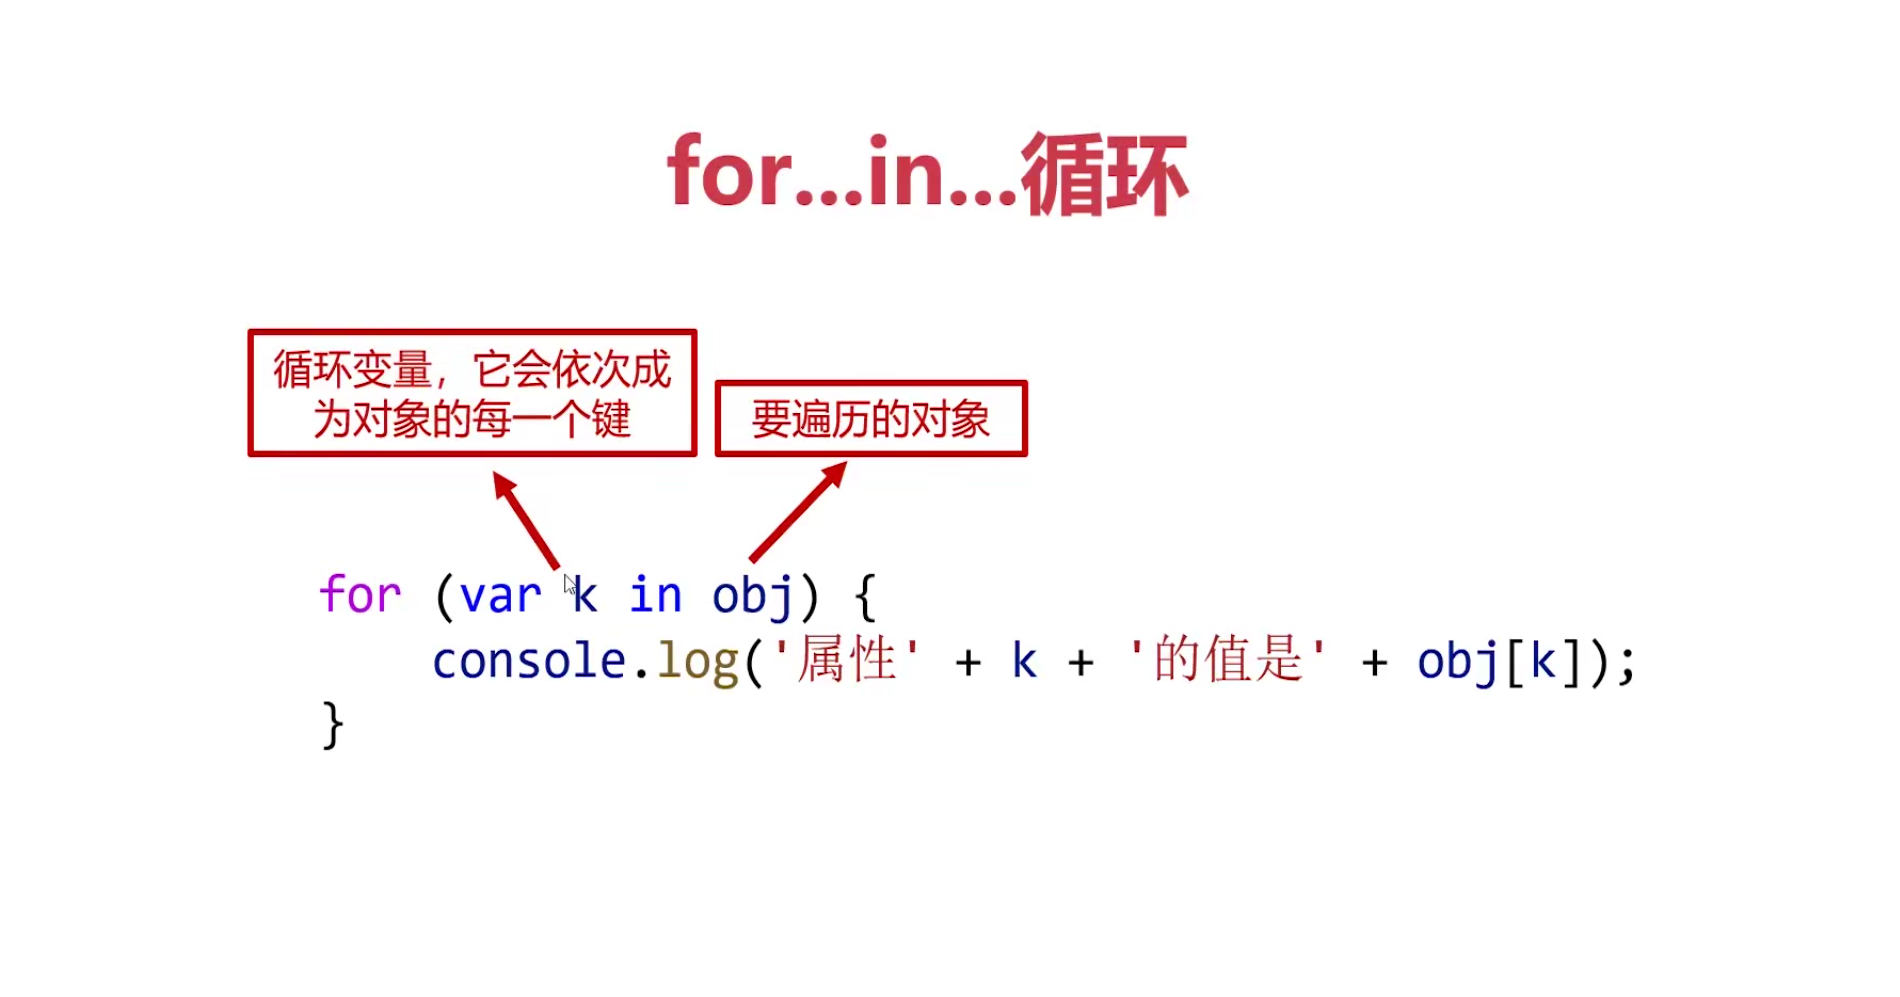 for...in...循环
循环变量，它会依次成
为对象的每一个键
要遍历的对象
for (var k in obj) {
    console.log('属性' + k + '的值是' + obj[k]);
}